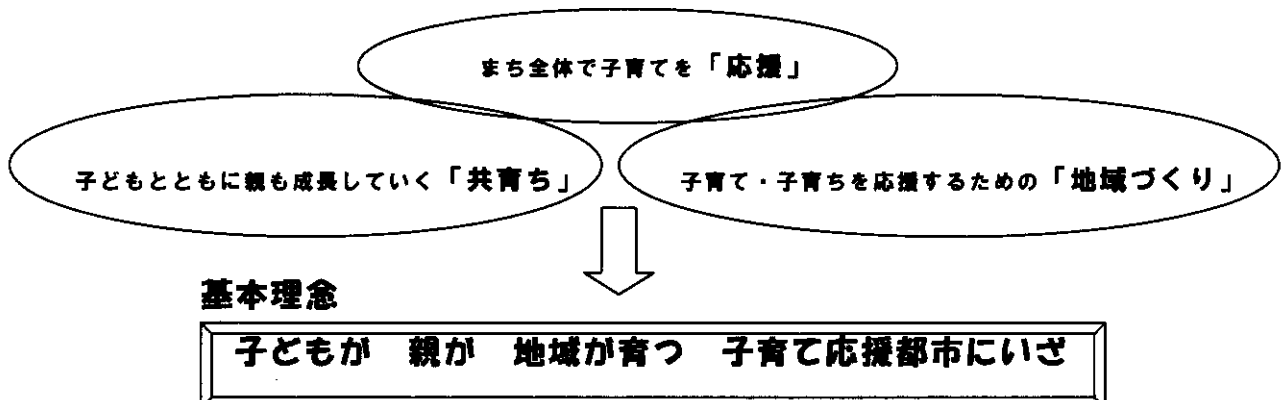 まち全体で子育てを「応援」
子どもとともに親も成長していく「共育ち」
子育て・子育ちを応援するための「地域づくり」
基本理念
子どもが　親が　地域が育つ　子育て応援都市にいざ